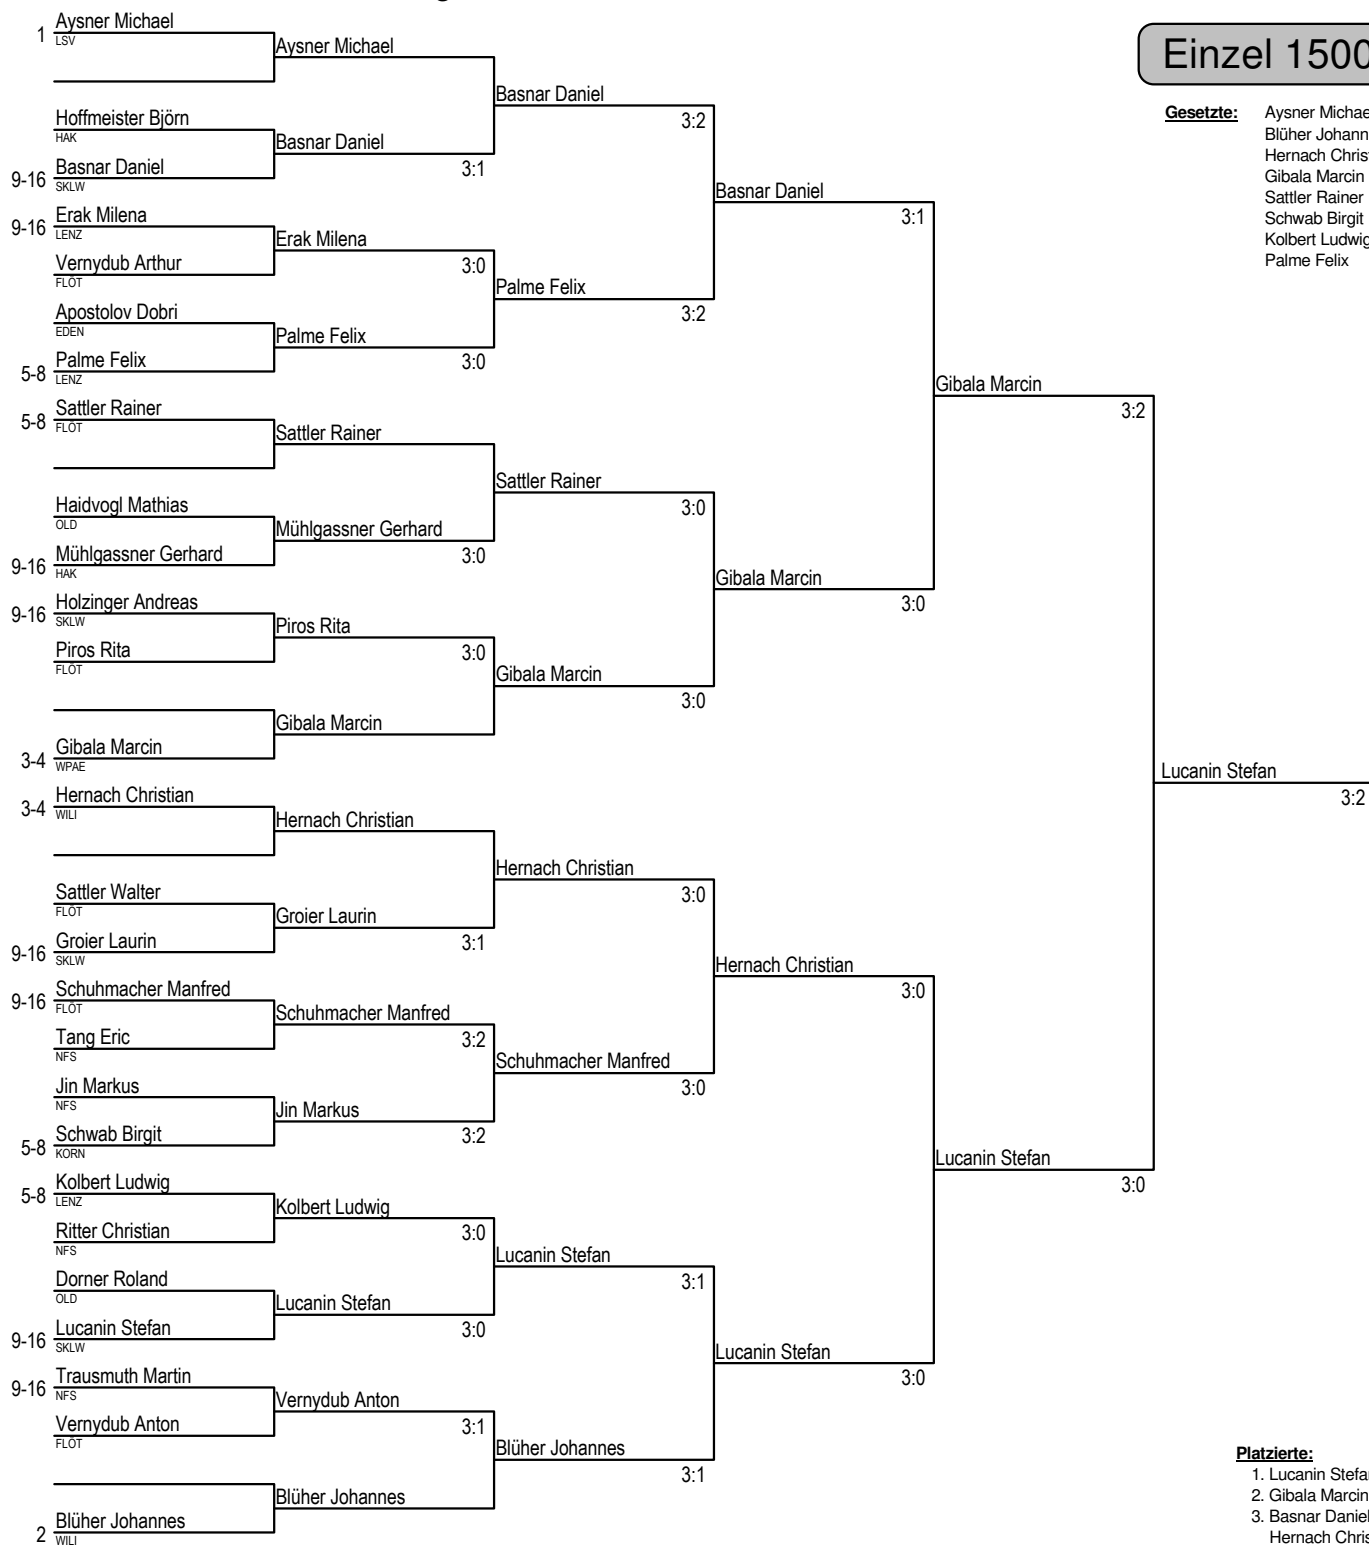 Aysner Michael
1
LSV
Hoffmeister Björn
HAK
9-16 Basnar Daniel
SKLW
9-16 Erak Milena
LENZ
Vernydub Arthur
FLÖT
Apostolov Dobri
EDEN
5-8 Palme Felix
LENZ
5-8 Sattler Rainer
FLÖT
Haidvogl Mathias
OLD
9-16 Mühlgassner Gerhard
HAK
9-16 Holzinger Andreas
SKLW
Piros Rita
FLÖT
3-4 Gibala Marcin
WPAE
3-4 Hernach Christian
WILI
Sattler Walter
FLÖT
9-16 Groier Laurin
SKLW
9-16 Schuhmacher Manfred
FLÖT
Tang Eric
NFS
Jin Markus
NFS
5-8 Schwab Birgit
KORN
5-8 Kolbert Ludwig
LENZ
Ritter Christian
NFS
Dorner Roland
OLD
9-16 Lucanin Stefan
SKLW
9-16 Trausmuth Martin
NFS
Vernydub Anton
FLÖT
2 Blüher Johannes
WILI
Aysner Michael
Basnar Daniel
3:1
Erak Milena
3:0
Palme Felix
3:0
Sattler Rainer
Mühlgassner Gerhard
3:0
Piros Rita
3:0
Gibala Marcin
Hernach Christian
Groier Laurin
3:1
Schuhmacher Manfred
3:2
Jin Markus
3:2
Kolbert Ludwig
3:0
Lucanin Stefan
3:0
Vernydub Anton
3:1
Blüher Johannes
Basnar Daniel
3:2
Palme Felix
3:2
Sattler Rainer
3:0
Gibala Marcin
3:0
Hernach Christian
3:0
Schuhmacher Manfred
3:0
Lucanin Stefan
3:1
Blüher Johannes
3:1
Basnar Daniel
3:1
Gibala Marcin
3:0
Hernach Christian
3:0
Lucanin Stefan
3:0
Gibala Marcin
3:2
Lucanin Stefan
3:0
Lucanin Stefan
3:2
Einzel 1500
Gesetzte: Aysner Michae
Blüher Johann
Hernach Chris
Gibala Marcin
Sattler Rainer
Schwab Birgit
Kolbert Ludwig
Palme Felix
Platzierte:
1. Lucanin Stefan
2. Gibala Marcin
3. Basnar Daniel
Hernach Chris